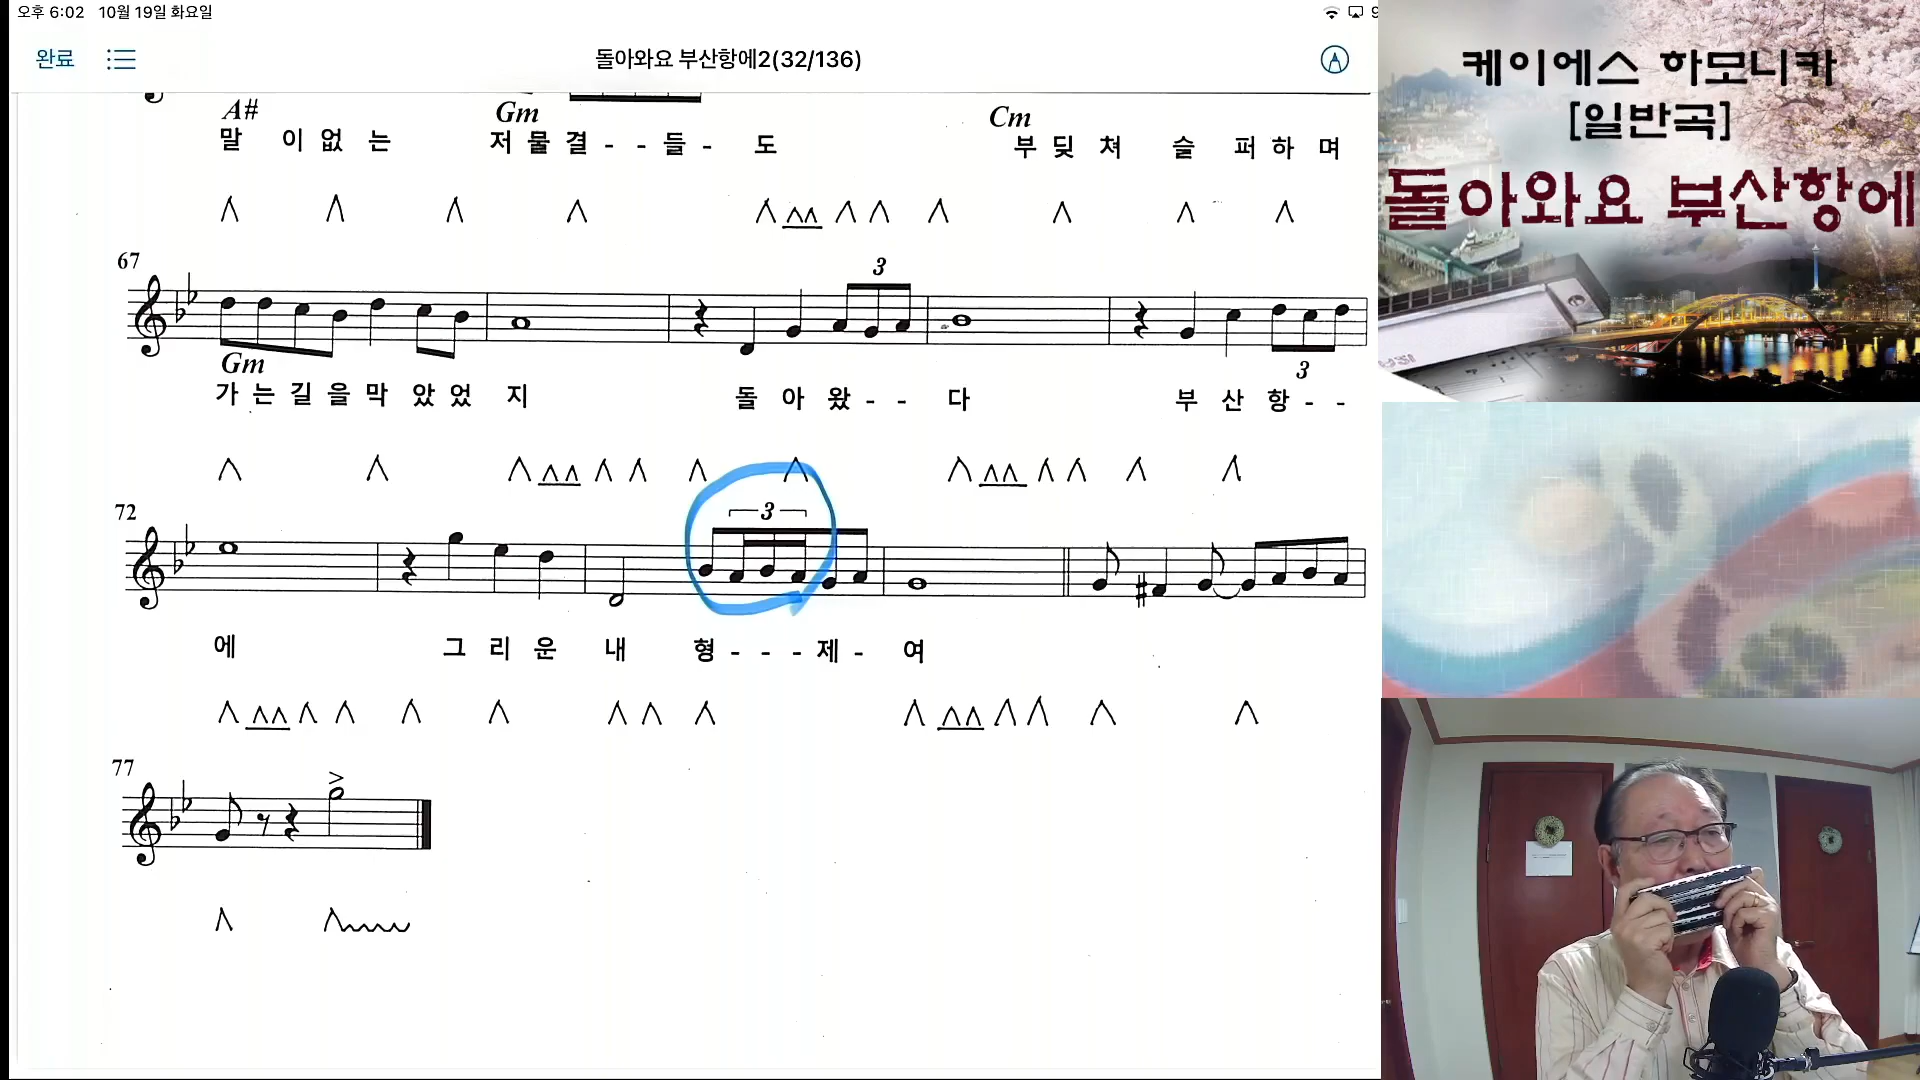 오후 6:02 10월 19일 화요일
완료
돌아와요 부산항에2(32/136)
A# Gm Cm
말 이 없 는 저 물 결 - - 들 - 도 부 딪 쳐 슬 퍼 하 며
67
3
Gm
3
가 는 길 을 막 았 었 지 돌 아 왔 - - 다 부 산 항 - -
72
3
에 그 리 운 내 형 - - - 제 - 여
77
케이에스 하모니카
[일반곡]
돌아와요 부산항에